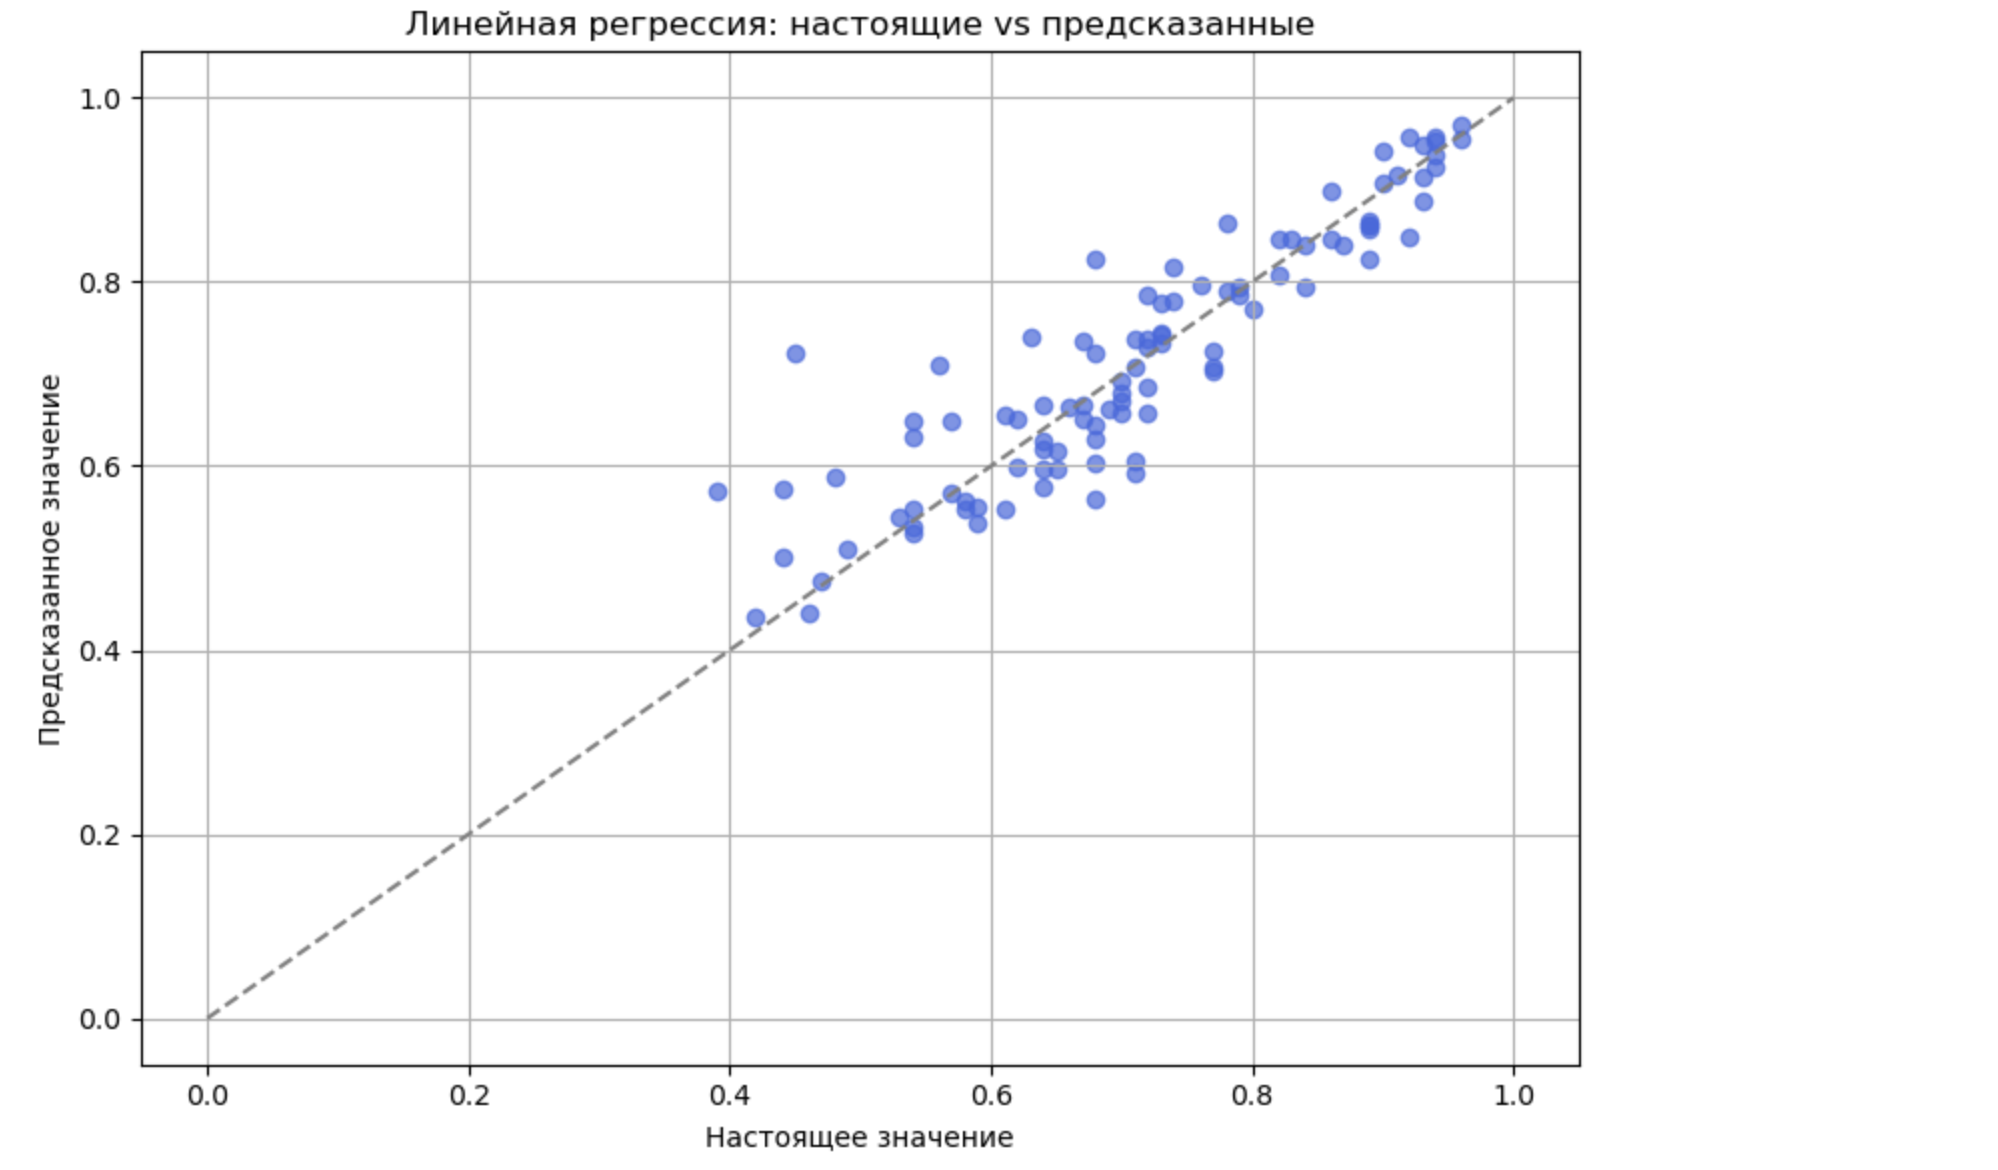 Линейная регрессия: настоящие vs предсказанные
Предсказанное значение
1.0
0.8
0.6
0.4
0.2
0.0
0.0 0.2 0.4 0.6 0.8 1.0
Настоящее значение